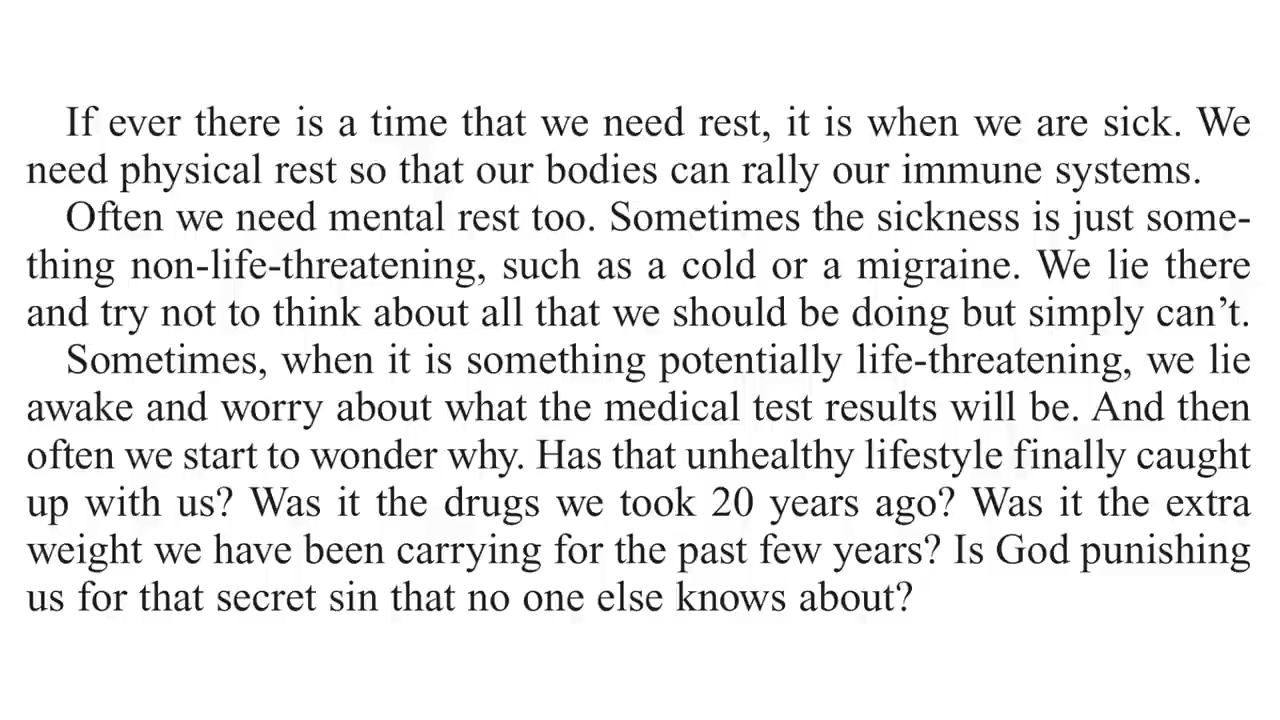 If ever there is a time that we need rest, it is when we are sick. We
need physical rest so that our bodies can rally our immune systems.
Often we need mental rest too. Sometimes the sickness is just some-
thing non-life-threatening, such as a cold or a migraine. We lie there
and try not to think about all that we should be doing but simply can’t.
Sometimes, when it is something potentially life-threatening, we lie
awake and worry about what the medical test results will be. And then
often we start to wonder why. Has that unhealthy lifestyle finally caught
up with us? Was it the drugs we took 20 years ago? Was it the extra
weight we have been carrying for the past few years? Is God punishing
us for that secret sin that no one else knows about?